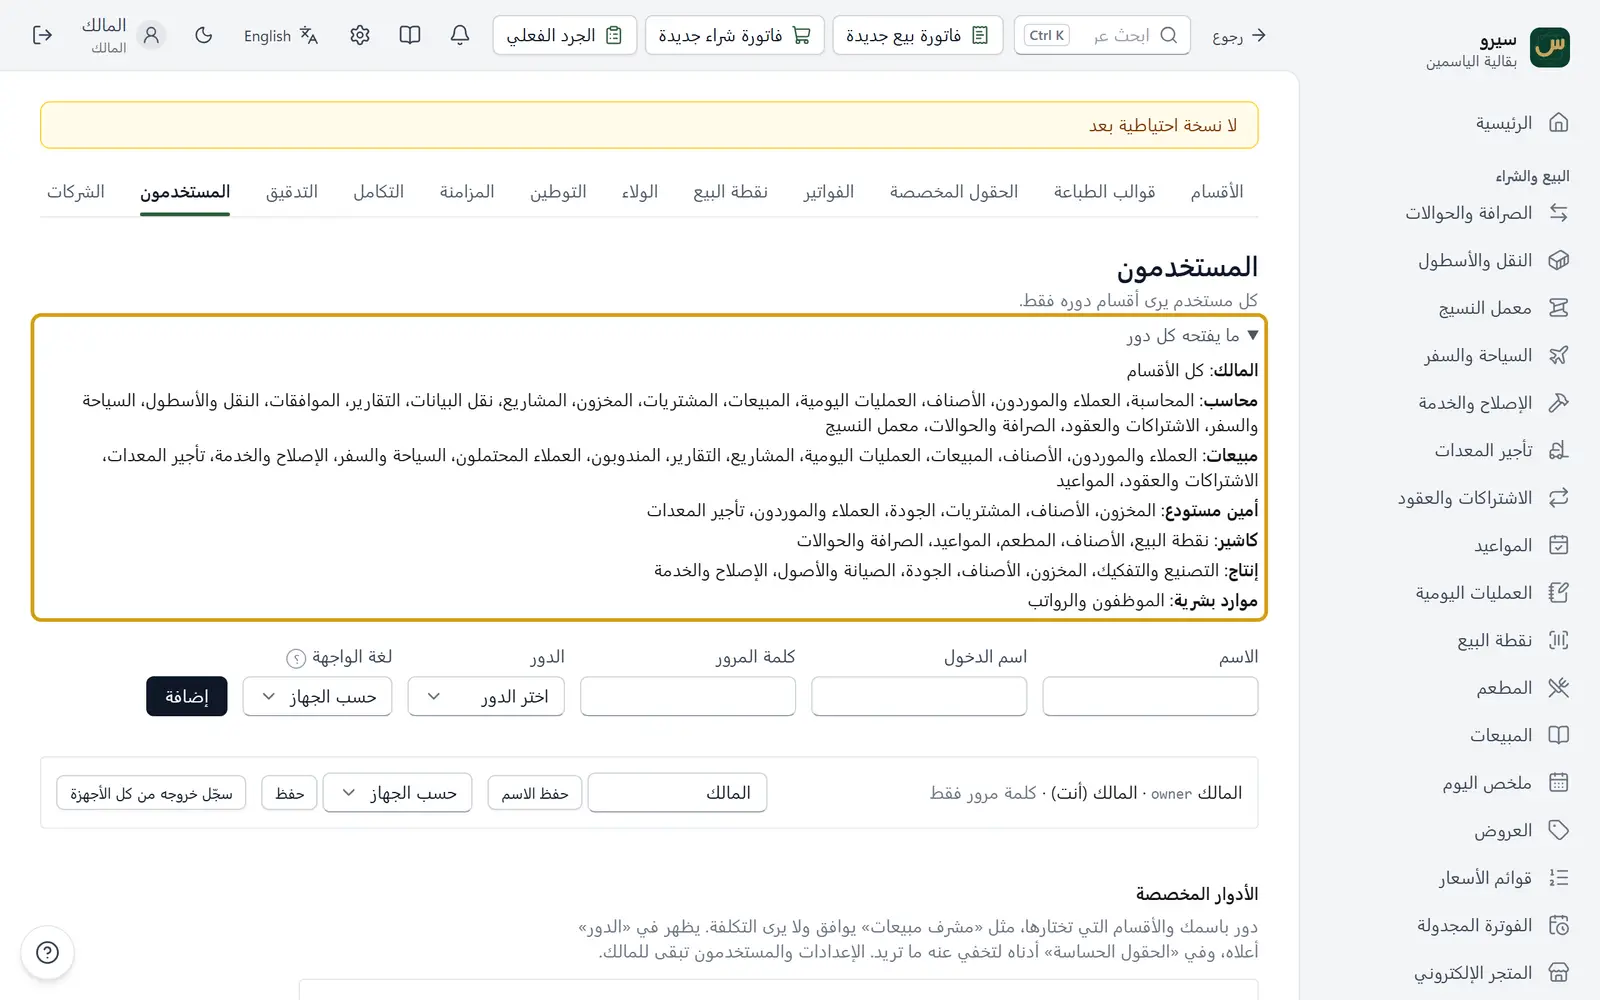 سيرو
بقالية الياسمين
الرئيسية
البيع والشراء
الصرافة والحوالات
النقل والأسطول
معمل النسيج
السياحة والسفر
الإصلاح والخدمة
تأجير المعدات
الاشتراكات والعقود
المواعيد
العمليات اليومية
نقطة البيع
المطعم
المبيعات
ملخص اليوم
العروض
قوائم الأسعار
الفوترة المجدولة
المتجر الإلكتروني
رجوع
ابحث عن
Ctrl K
فاتورة بيع جديدة
فاتورة شراء جديدة
الجرد الفعلي
English
المالك
المالك
لا نسخة احتياطية بعد
الأقسام
قوالب الطباعة
الحقول المخصصة
الفواتير
نقطة البيع
الولاء
التوطين
المزامنة
التكامل
التدقيق
المستخدمون
الشركات
المستخدمون
كل مستخدم يرى أقسام دوره فقط.
ما يفتحه كل دور
المالك: كل الأقسام
محاسب: المحاسبة، العملاء والموردون، الأصناف، العمليات اليومية، المبيعات، المشتريات، المخزون، المشاريع، نقل البيانات، التقارير، الموافقات، النقل والأسطول، السياحة
والسفر، الاشتراكات والعقود، الصرافة والحوالات، معمل النسيج
مبيعات: العملاء والموردون، الأصناف، المبيعات، العمليات اليومية، المشاريع، التقارير، المندوبون، العملاء المحتملون، السياحة والسفر، الإصلاح والخدمة، تأجير المعدات،
الاشتراكات والعقود، المواعيد
أمين مستودع: المخزون، الأصناف، المشتريات، الجودة، العملاء والموردون، تأجير المعدات
كاشير: نقطة البيع، الأصناف، المطعم، المواعيد، الصرافة والحوالات
إنتاج: التصنيع والتفكيك، المخزون، الأصناف، الجودة، الصيانة والأصول، الإصلاح والخدمة
موارد بشرية: الموظفون والرواتب
الاسم
اسم الدخول
كلمة المرور
الدور
لغة الواجهة ؟
اختر الدور
حسب الجهاز
إضافة
المالك owner · المالك (أنت) · كلمة مرور فقط
المالك
حفظ الاسم
حسب الجهاز
حفظ
سجّل خروجه من كل الأجهزة
الأدوار المخصصة
دور باسمك والأقسام التي تختارها، مثل «مشرف مبيعات» يوافق ولا يرى التكلفة. يظهر في «الدور»
أعلاه، وفي «الحقول الحساسة» أدناه لتخفي عنه ما تريد. الإعدادات والمستخدمون تبقى للمالك.